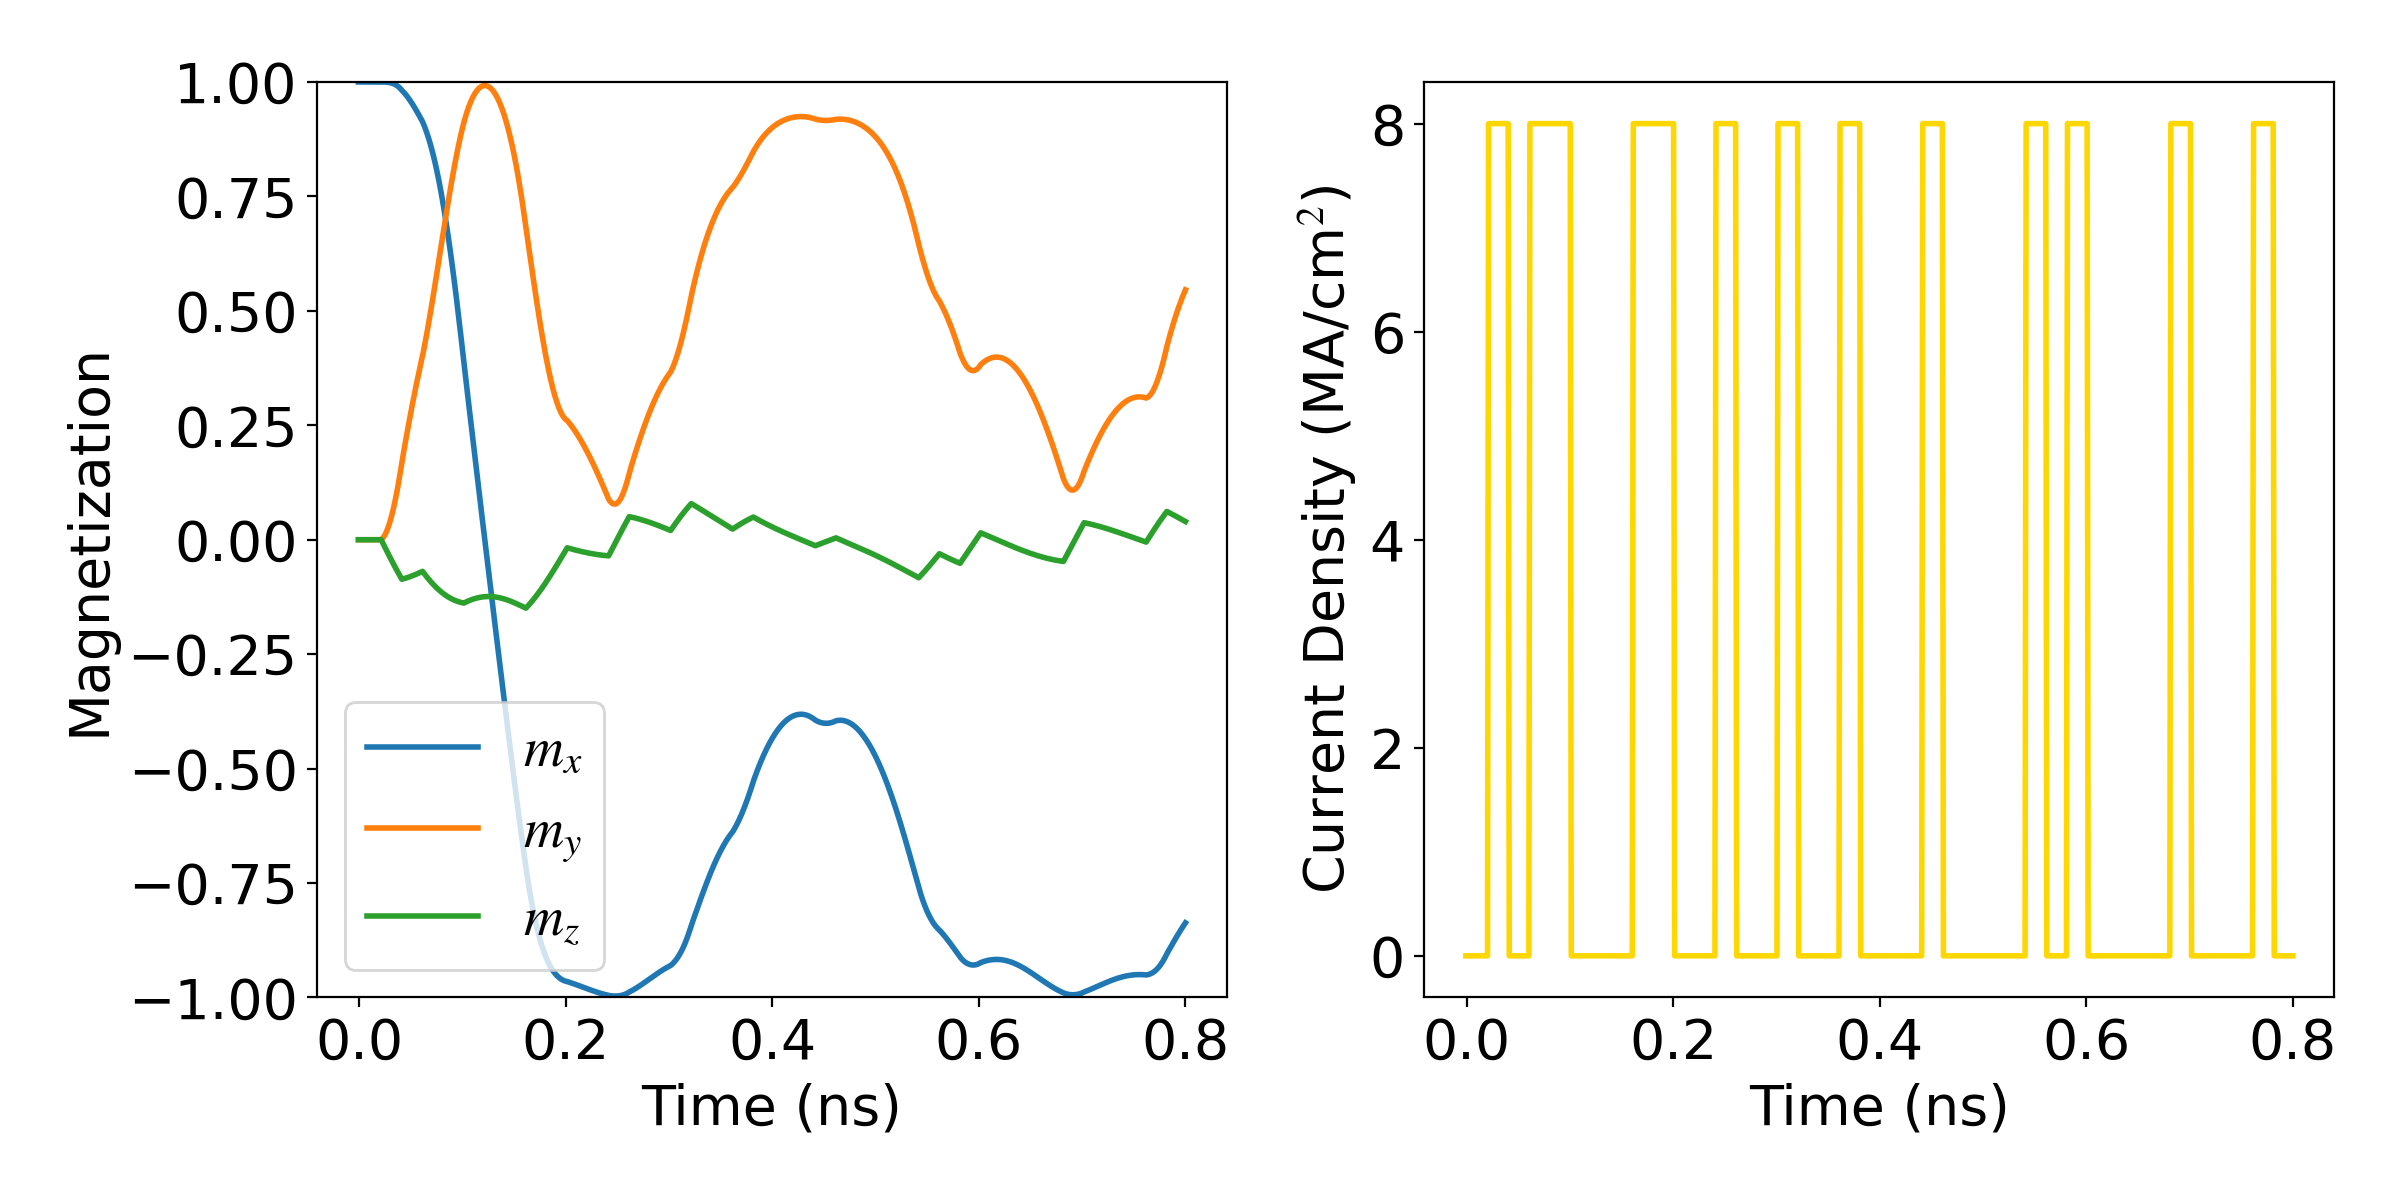 Magnetization
1.00
0.75
0.50
0.25
0.00
−0.25
−0.50
−0.75
−1.00
m_x
m_y
m_z
0.0 0.2 0.4 0.6 0.8
Time (ns)
Current Density (MA/cm²)
8
6
4
2
0
0.0 0.2 0.4 0.6 0.8
Time (ns)